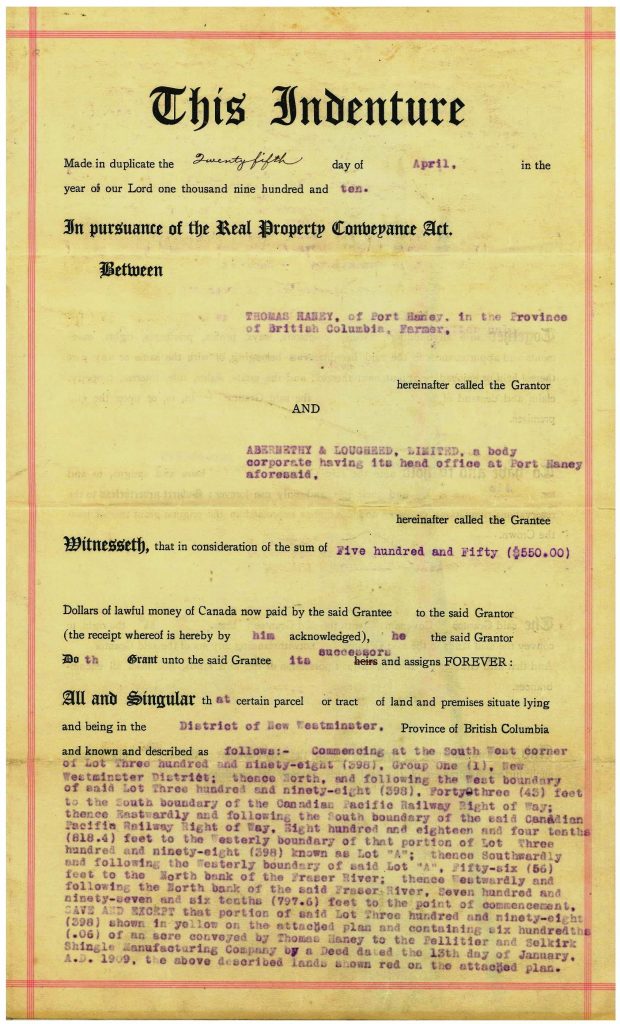 This Indenture
Made in duplicate the Twenty fifth day of April. in the
year of our Lord one thousand nine hundred and ten.
In pursuance of the Real Property Conveyance Act.
Between
THOMAS HANEY, of Port Haney. in the Province
of British Columbia, Farmer,
hereinafter called the Grantor
AND
ABERNETHY & LOUGHEED, LIMITED, a body
corporate having its head office at Port Haney
aforesaid,
hereinafter called the Grantee
Witnesseth, that in consideration of the sum of Five hundred and Fifty ($550.00)
Dollars of lawful money of Canada now paid by the said Grantee to the said Grantor
(the receipt whereof is hereby by him acknowledged), he the said Grantor
successors
Do th Grant unto the said Grantee its heirs and assigns FOREVER :
All and Singular that certain parcel or tract of land and premises situate lying
and being in the District of New Westminster, Province of British Columbia
and known and described as follows:- Commencing at the South West corner
of Lot Three hundred and ninety-eight (398), Group One (1), New
Westminster District; thence North, and following the West boundary
of said Lot Three hundred and ninety-eight (398), Forty-three (43) feet
to the South boundary of the Canadian Pacific Railway Right of Way;
thence Eastwardly and following the South boundary of the said Canadian
Pacific Railway Right of Way, Eight hundred and eighteen and four tenths
(818.4) feet to the Westerly boundary of that portion of Lot Three
hundred and ninety-eight (398) known as Lot "A"; thence Southwardly
and following the Westerly boundary of said Lot "A", Fifty-six (56)
feet to the North bank of the Fraser River; thence Westwardly and
following the North bank of the said Fraser River, Seven hundred and
ninety-seven and six tenths (797.6) feet to the point of commencement.
SAVE AND EXCEPT that portion of said Lot Three hundred and ninety-eight
(398) shown in yellow on the attached plan and containing six hundredths
(.06) of an acre conveyed by Thomas Haney to the Pellitier and Selkirk
Shingle Manufacturing Company by a Deed dated the 13th day of January,
A.D. 1909, the above described lands shown red on the attached plan.